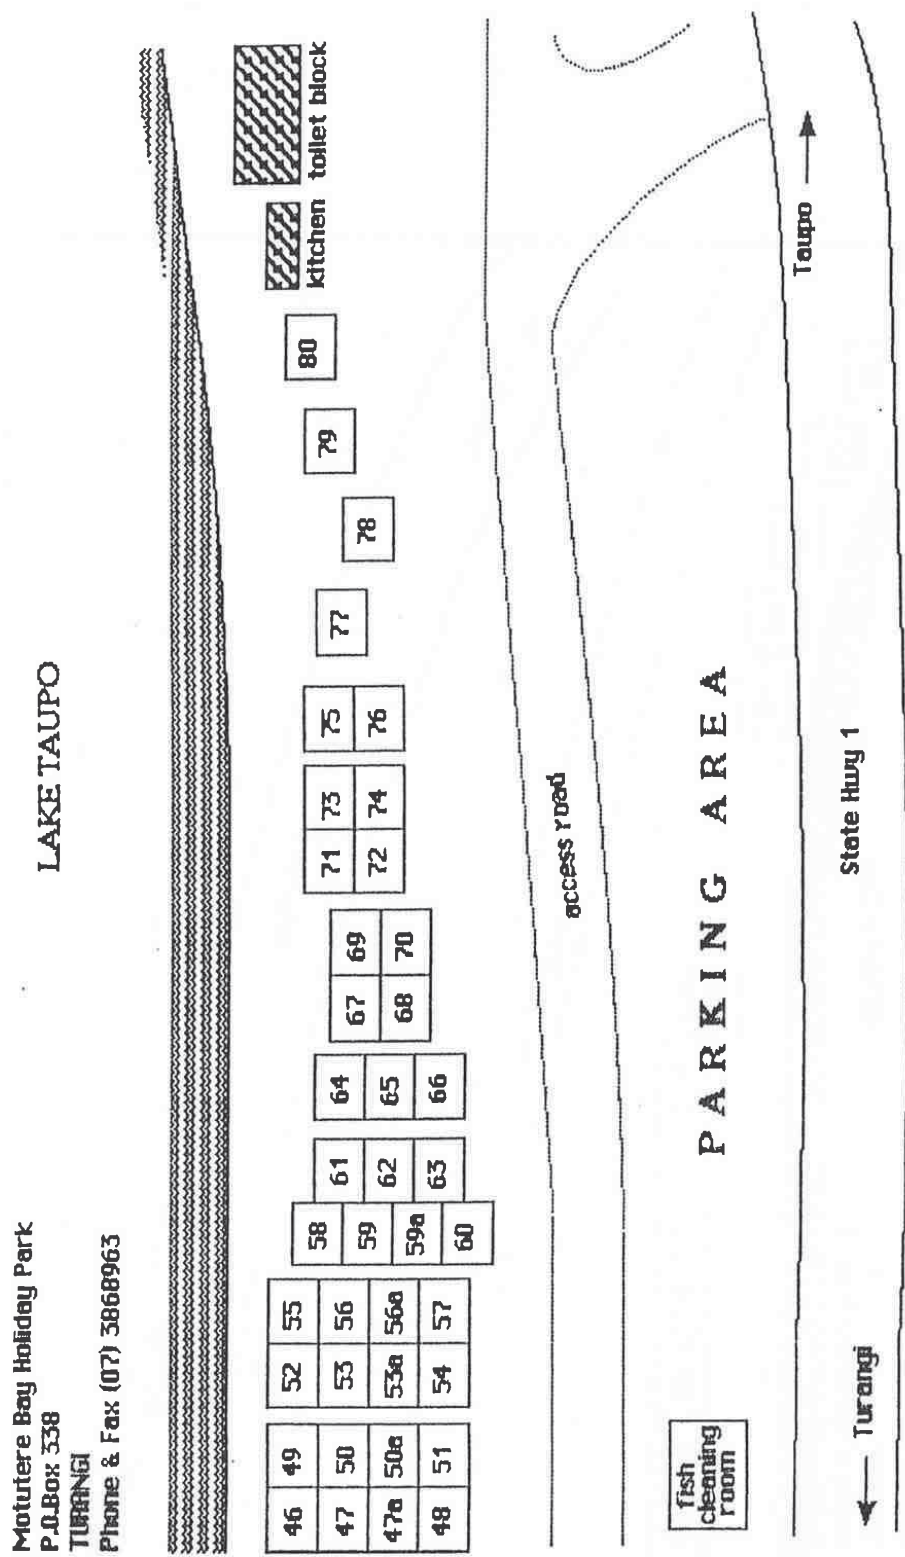 Motutere Bay Holiday Park
P.O.Box 338
TURANGI
Phone & Fax (07) 3868963
LAKE TAUPO
46 49 52 55 58 61 64 67 69 71 73 75 77 78 79 80
47 50 53 56 59 62 65 68 70 72 74 76
47a 50a 53a 56a 59a 63 66
48 51 54 57 60
kitchen
toilet block
access road
fish
cleaning
room
PARKING AREA
Turangi
State Hwy 1
Taupo